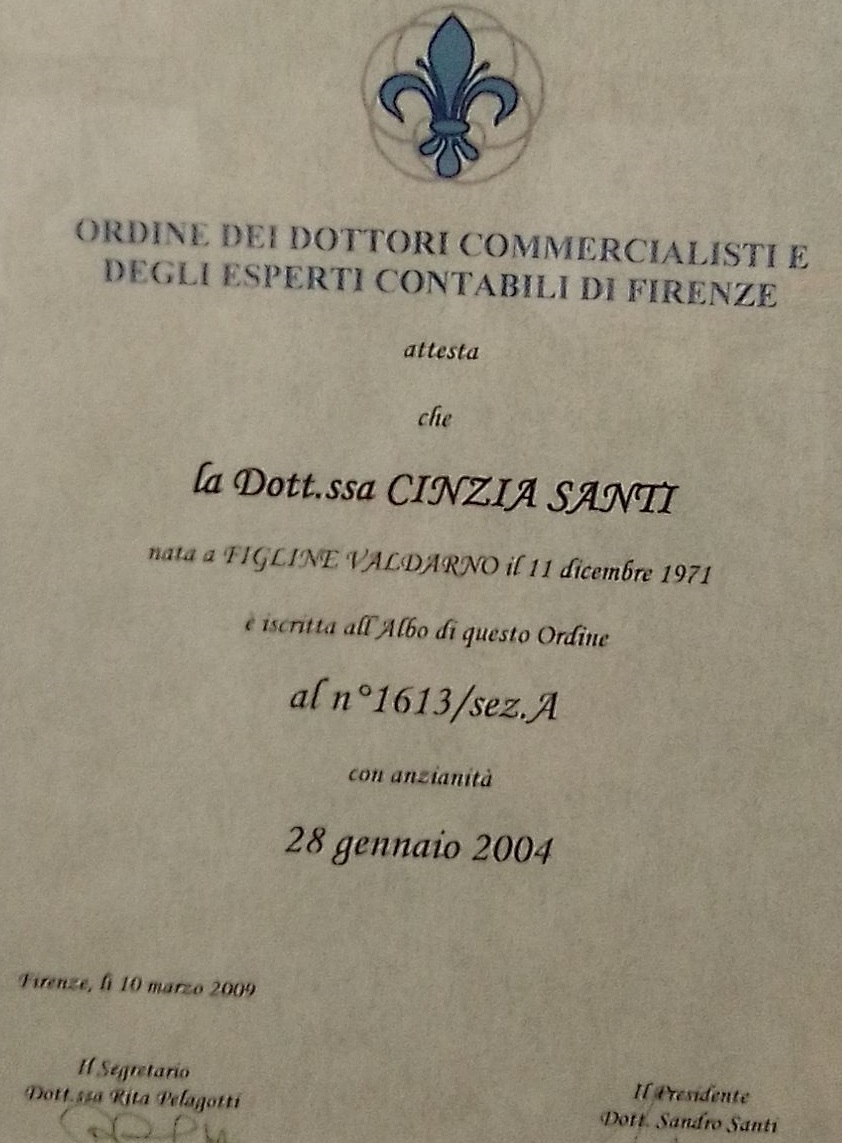 ORDINE DEI DOTTORI COMMERCIALISTI E
DEGLI ESPERTI CONTABILI DI FIRENZE
attesta
che
la Dott.ssa CINZIA SANTI
nata a FIGLINE VALDARNO il 11 dicembre 1971
è iscritta all'Albo di questo Ordine
al n°1613/sez.A
con anzianità
28 gennaio 2004
Firenze, lì 10 marzo 2009
Il Segretario
Dott.ssa Rita Pelagotti
Il Presidente
Dott. Sandro Santi